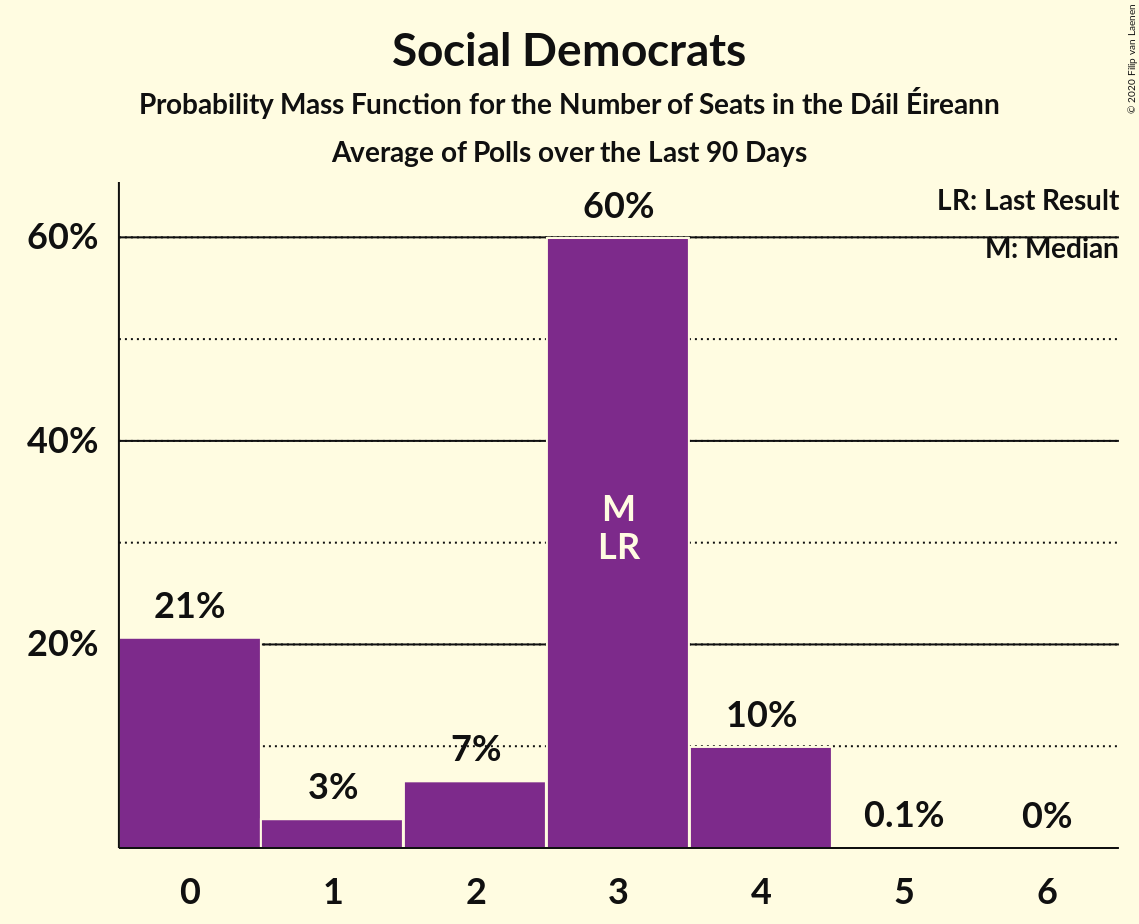 Social Democrats
Probability Mass Function for the Number of Seats in the Dáil Éireann
Average of Polls over the Last 90 Days
© 2020 Filip van Laenen
LR: Last Result
M: Median
60%
40%
20%
21%
3%
7%
60%
10%
0.1%
0%
M
LR
0 1 2 3 4 5 6